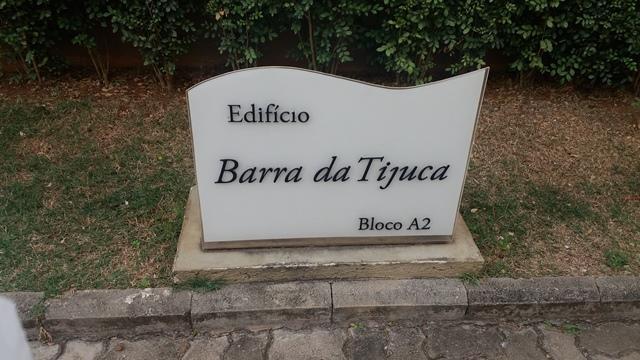 Edifício
Barra da Tijuca
Bloco A2